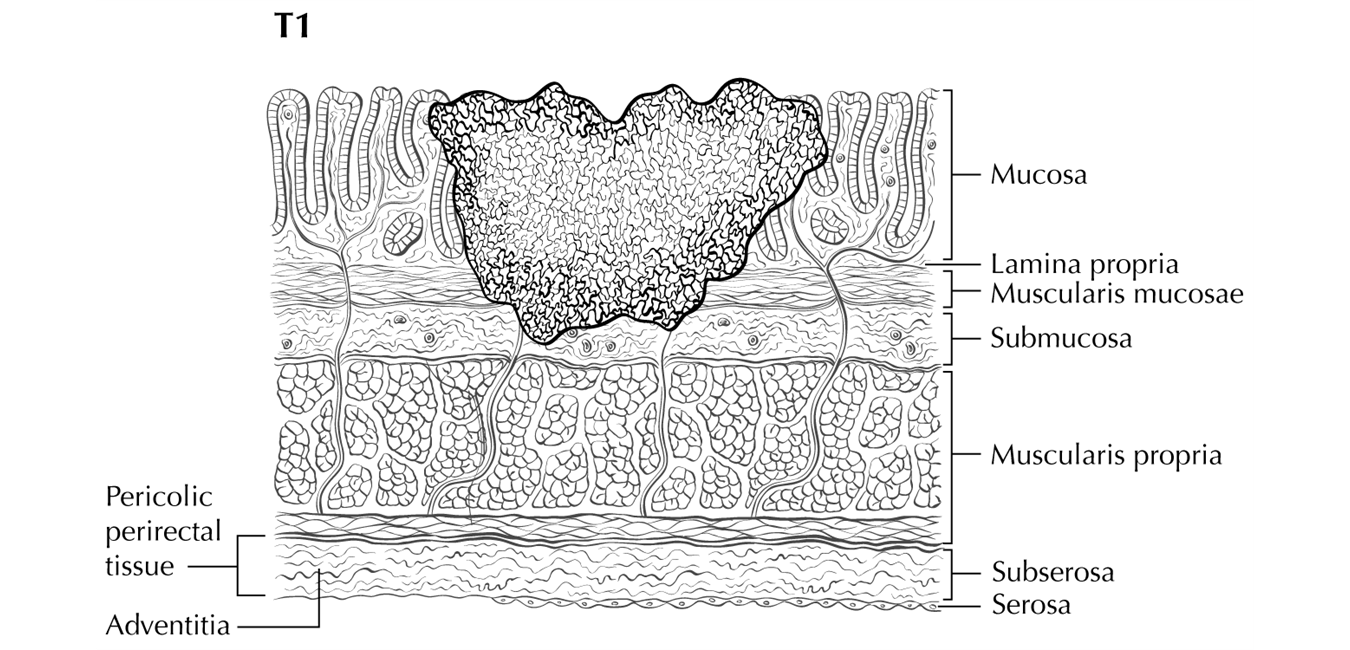 T1
Mucosa
Lamina propria
Muscularis mucosae
Submucosa
Muscularis propria
Pericolic
perirectal
tissue
Adventitia
Subserosa
Serosa